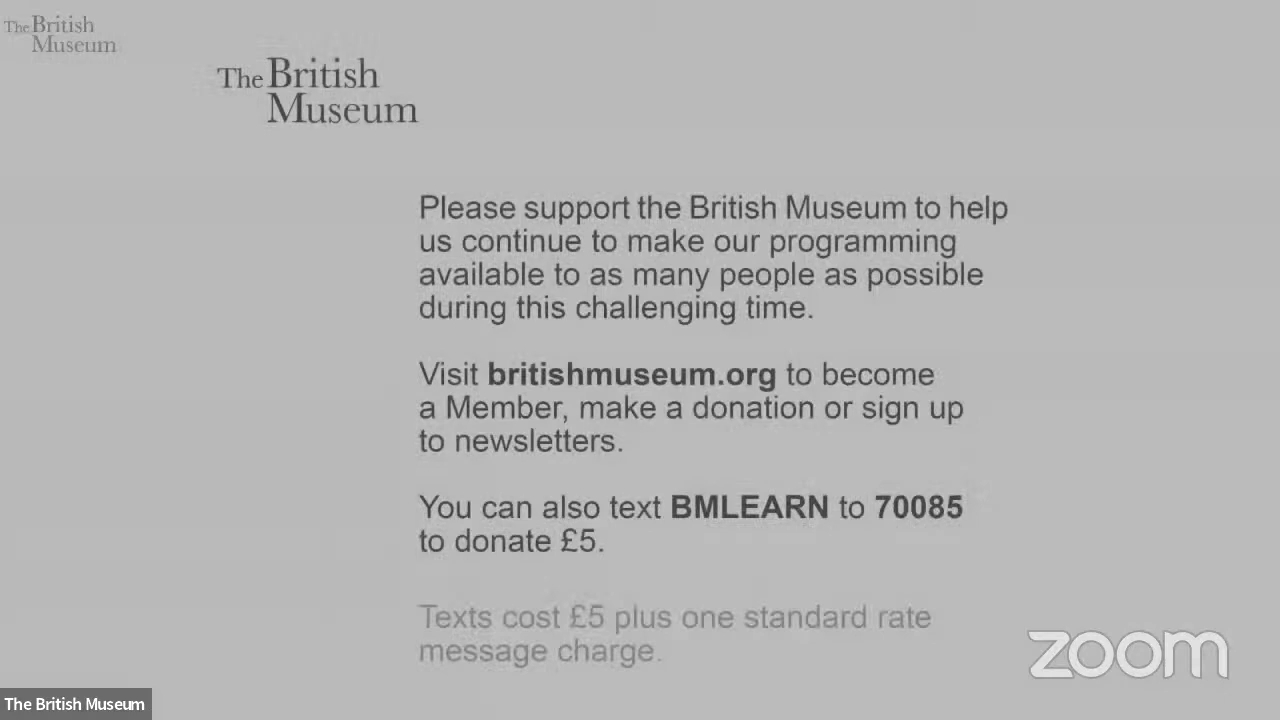 The British
Museum
The British
Museum
Please support the British Museum to help
us continue to make our programming
available to as many people as possible
during this challenging time.
Visit britishmuseum.org to become
a Member, make a donation or sign up
to newsletters.
You can also text BMLEARN to 70085
to donate £5.
Texts cost £5 plus one standard rate
message charge.
zoom
The British Museum